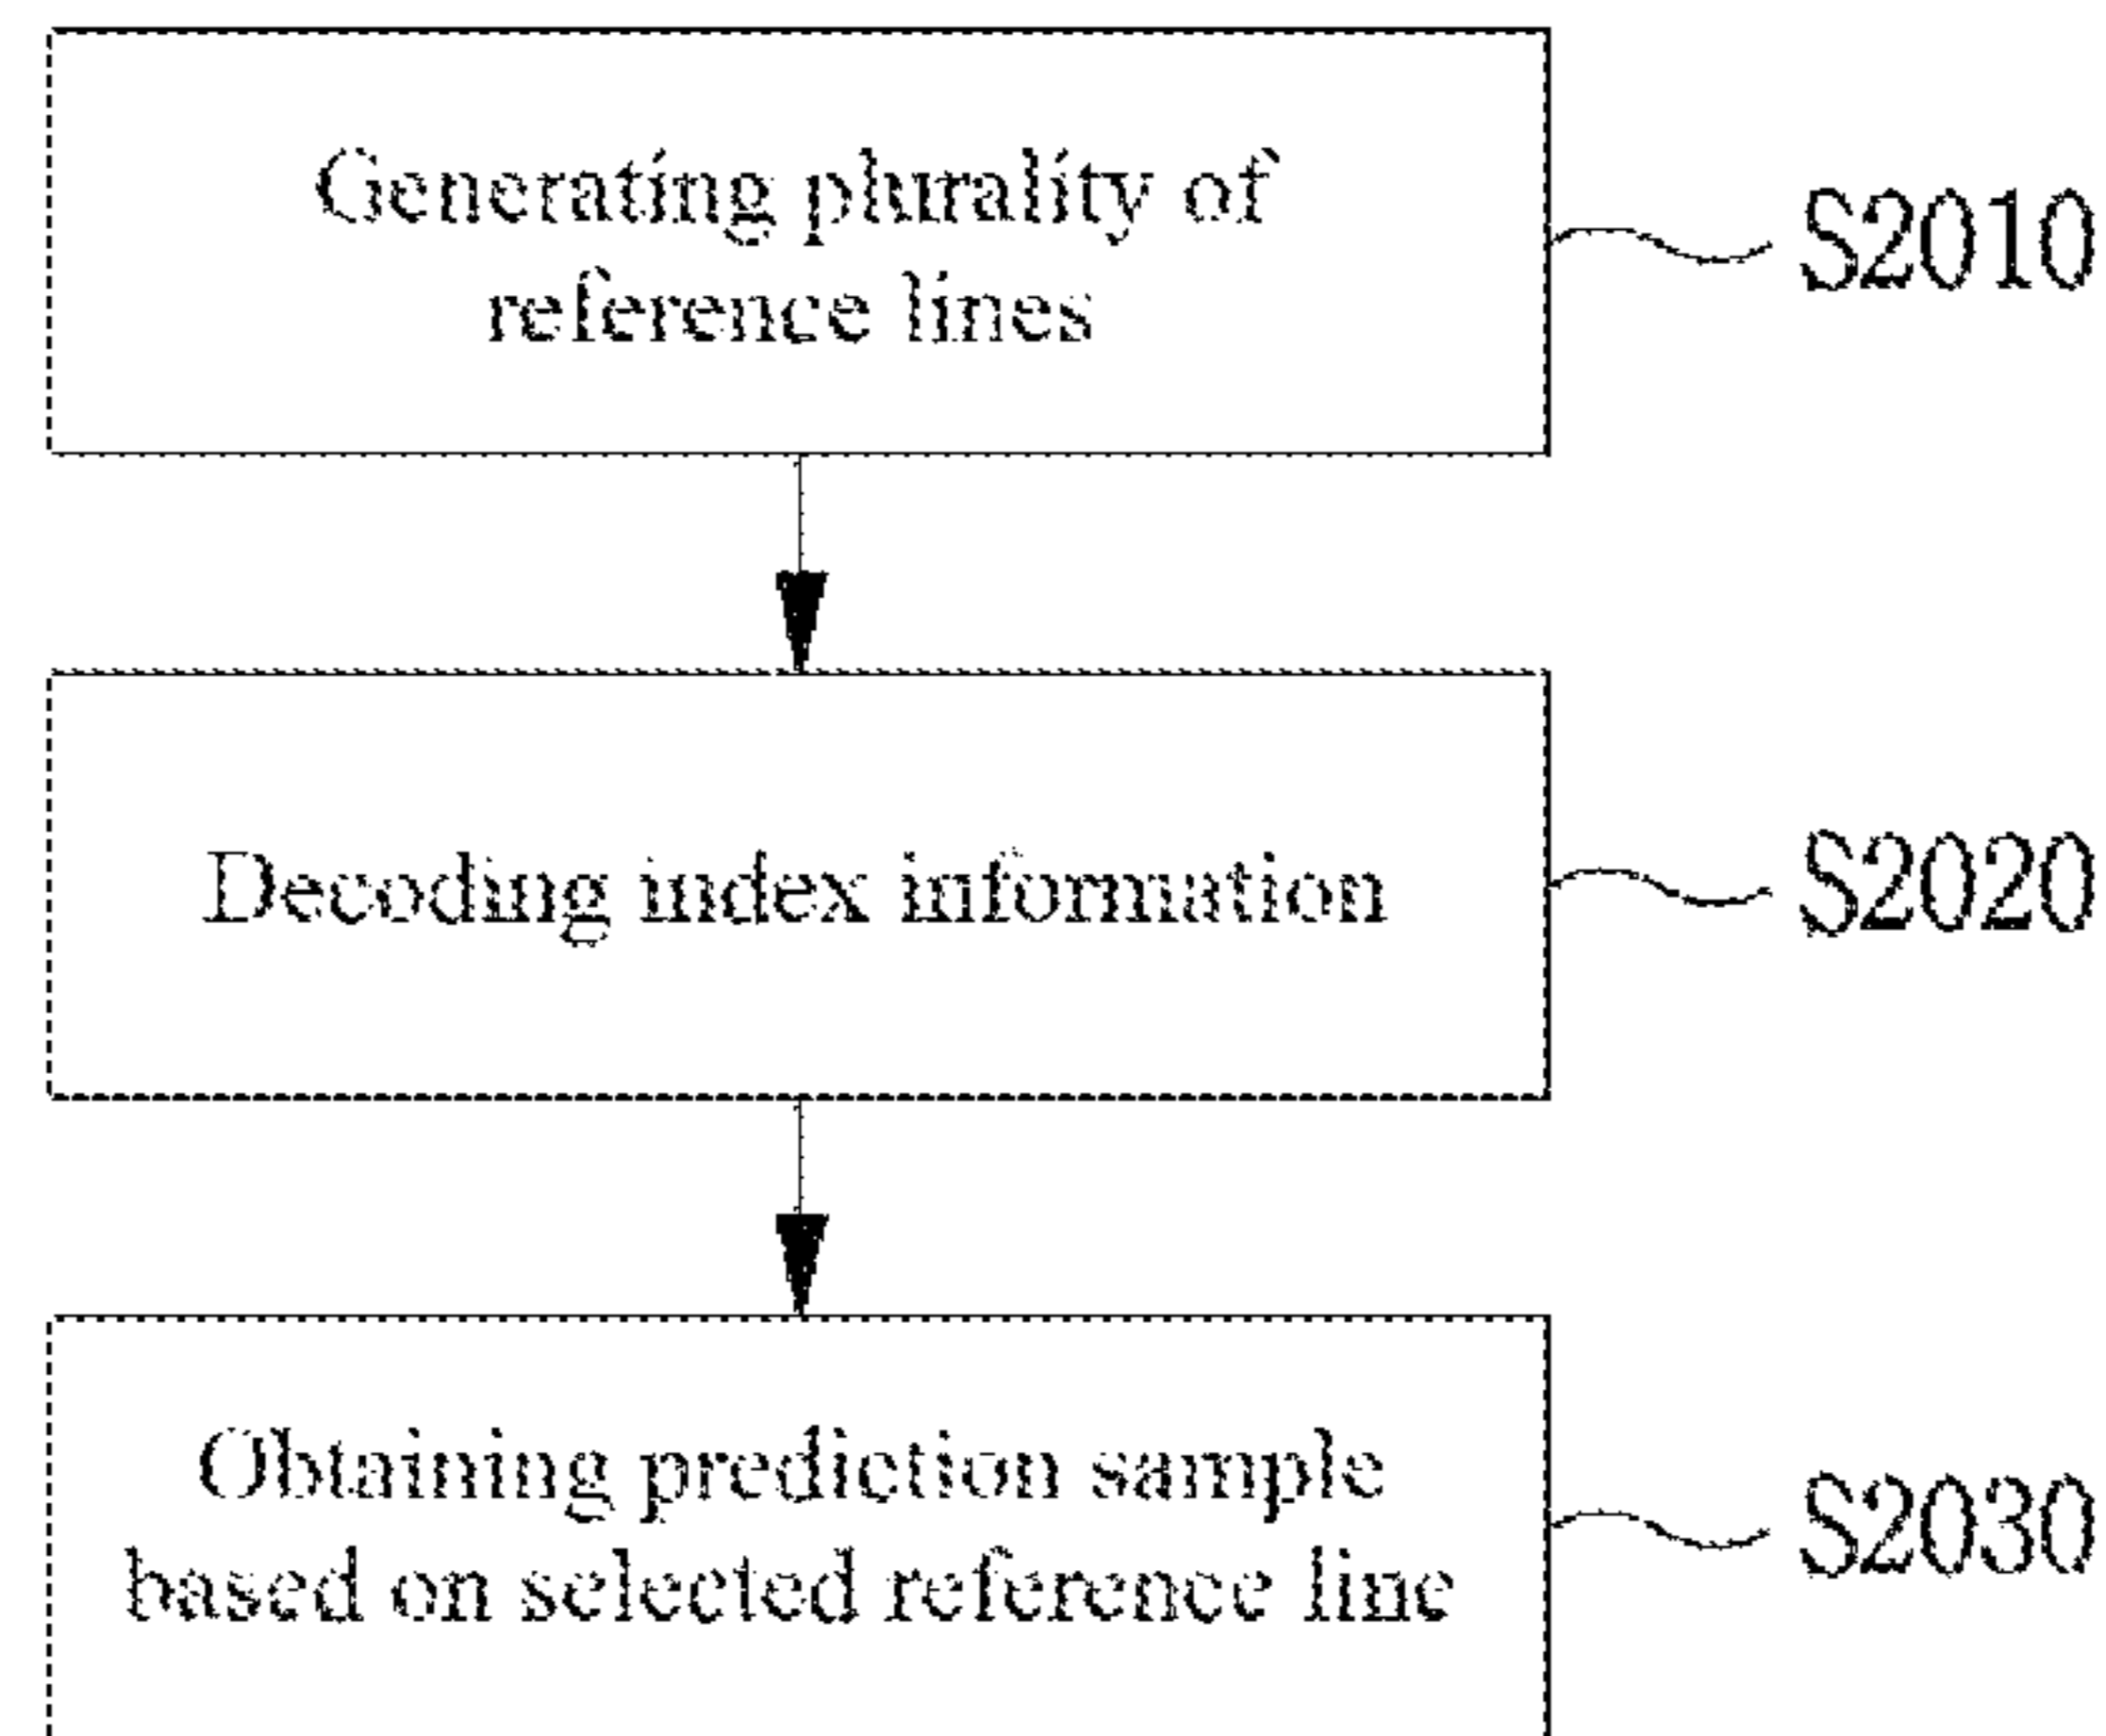 Generating plurality of
reference lines
S2010
Decoding index information
S2020
Obtaining prediction sample
based on selected reference line
S2030